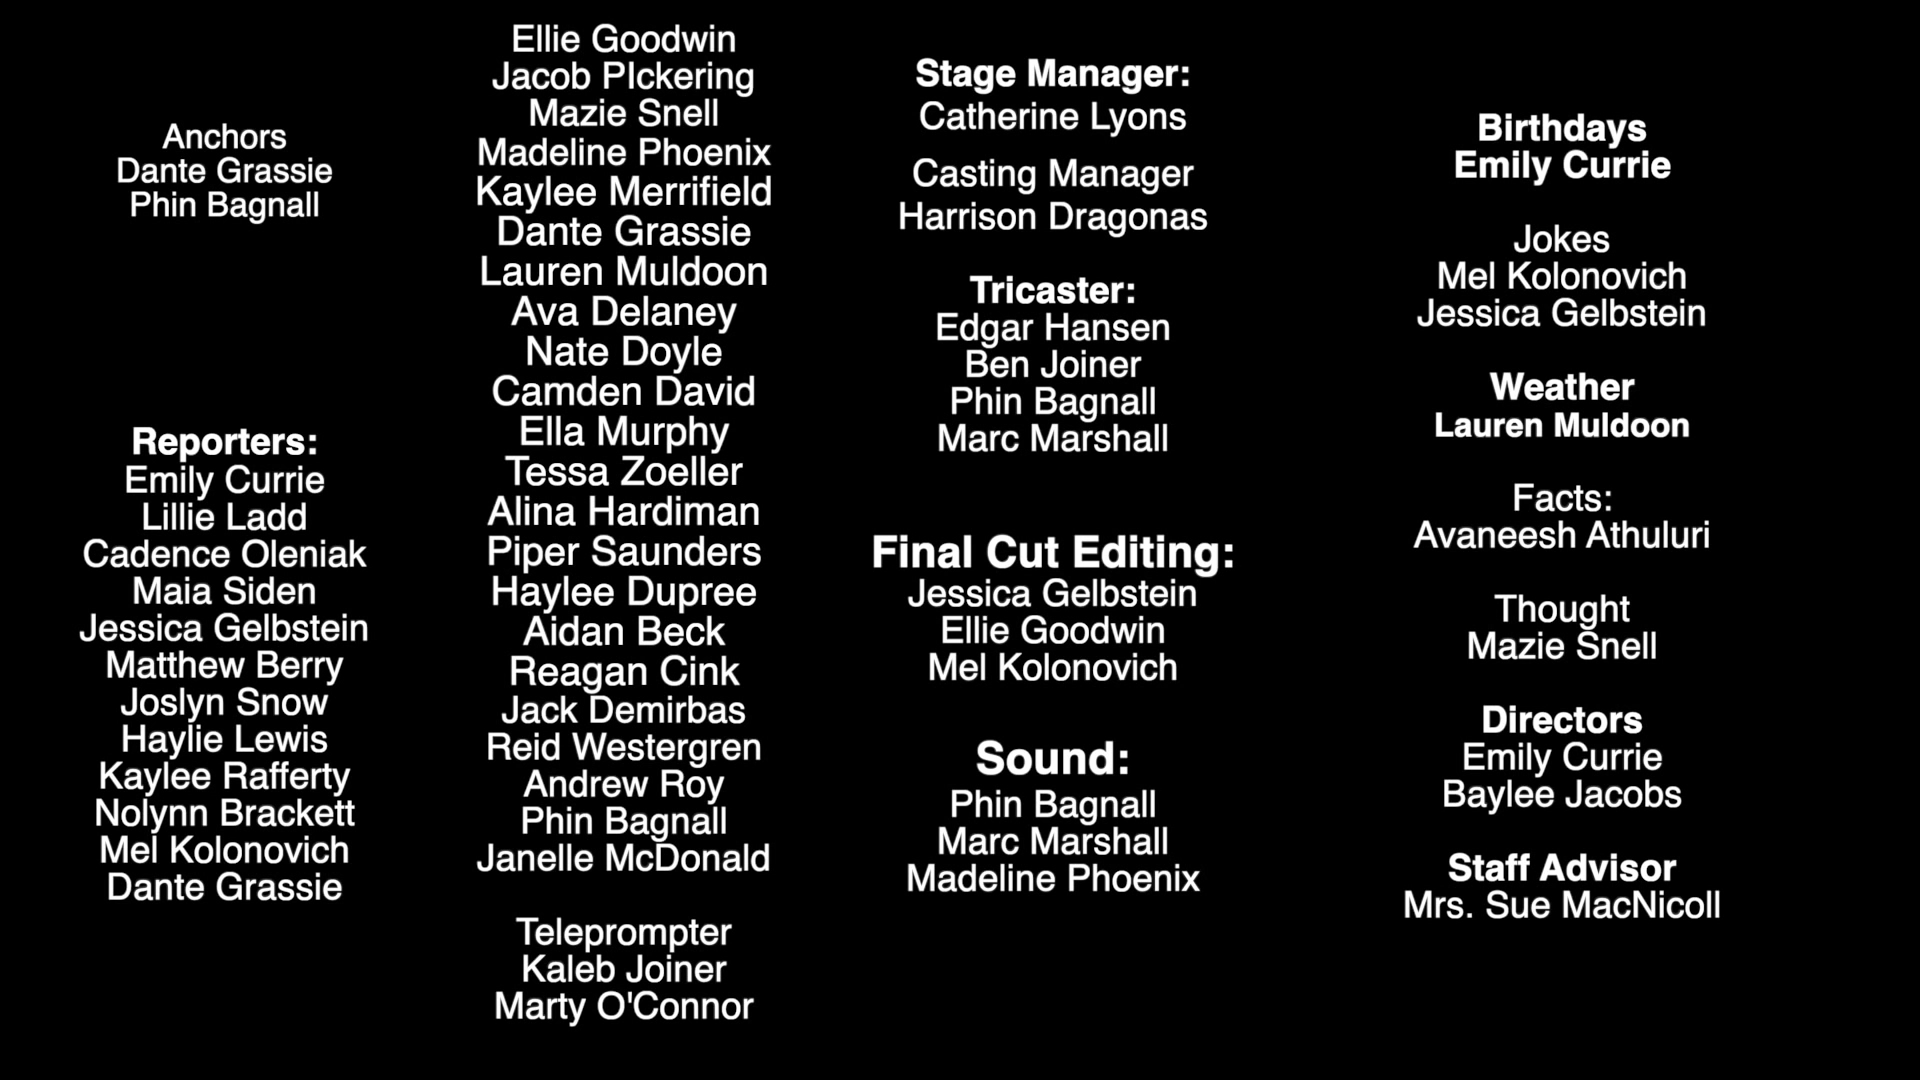 Anchors
Dante Grassie
Phin Bagnall
Reporters:
Emily Currie
Lillie Ladd
Cadence Oleniak
Maia Siden
Jessica Gelbstein
Matthew Berry
Joslyn Snow
Haylie Lewis
Kaylee Rafferty
Nolynn Brackett
Mel Kolonovich
Dante Grassie
Ellie Goodwin
Jacob PIckering
Mazie Snell
Madeline Phoenix
Kaylee Merrifield
Dante Grassie
Lauren Muldoon
Ava Delaney
Nate Doyle
Camden David
Ella Murphy
Tessa Zoeller
Alina Hardiman
Piper Saunders
Haylee Dupree
Aidan Beck
Reagan Cink
Jack Demirbas
Reid Westergren
Andrew Roy
Phin Bagnall
Janelle McDonald
Teleprompter
Kaleb Joiner
Marty O'Connor
Stage Manager:
Catherine Lyons
Casting Manager
Harrison Dragonas
Tricaster:
Edgar Hansen
Ben Joiner
Phin Bagnall
Marc Marshall
Final Cut Editing:
Jessica Gelbstein
Ellie Goodwin
Mel Kolonovich
Sound:
Phin Bagnall
Marc Marshall
Madeline Phoenix
Birthdays
Emily Currie
Jokes
Mel Kolonovich
Jessica Gelbstein
Weather
Lauren Muldoon
Facts:
Avaneesh Athuluri
Thought
Mazie Snell
Directors
Emily Currie
Baylee Jacobs
Staff Advisor
Mrs. Sue MacNicoll